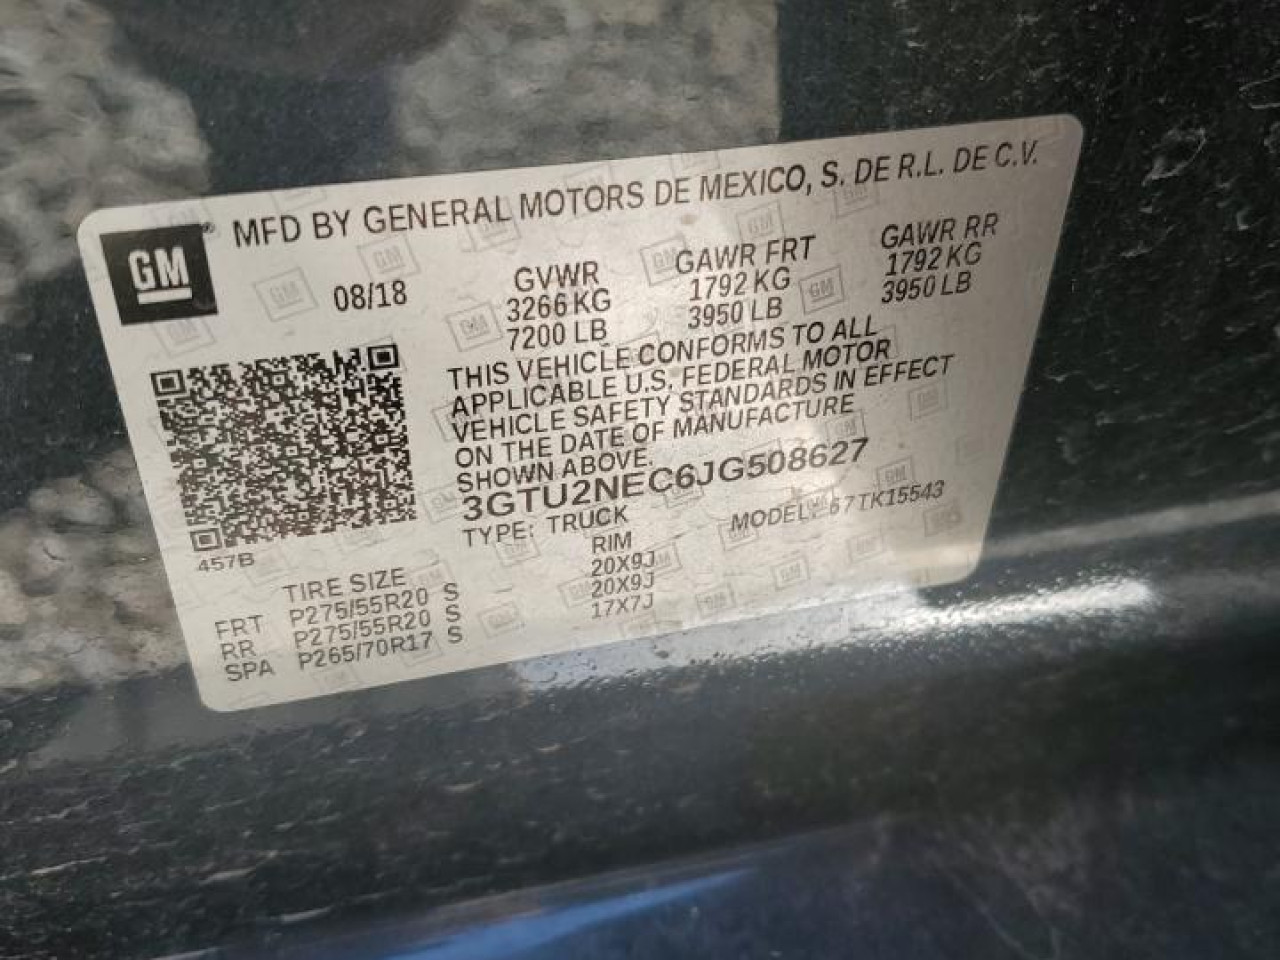 GM
MFD BY GENERAL MOTORS DE MEXICO, S. DE R.L. DE C.V.
08/18
GVWR GAWR FRT GAWR RR
3266 KG 1792 KG 1792 KG
7200 LB 3950 LB 3950 LB
THIS VEHICLE CONFORMS TO ALL
APPLICABLE U.S. FEDERAL MOTOR
VEHICLE SAFETY STANDARDS IN EFFECT
ON THE DATE OF MANUFACTURE
SHOWN ABOVE.
3GTU2NEC6JG508627
TYPE: TRUCK MODEL: 67TK15543
457B
TIRE SIZE RIM
FRT P275/55R20 S 20X9J
RR P275/55R20 S 20X9J
SPA P265/70R17 S 17X7J